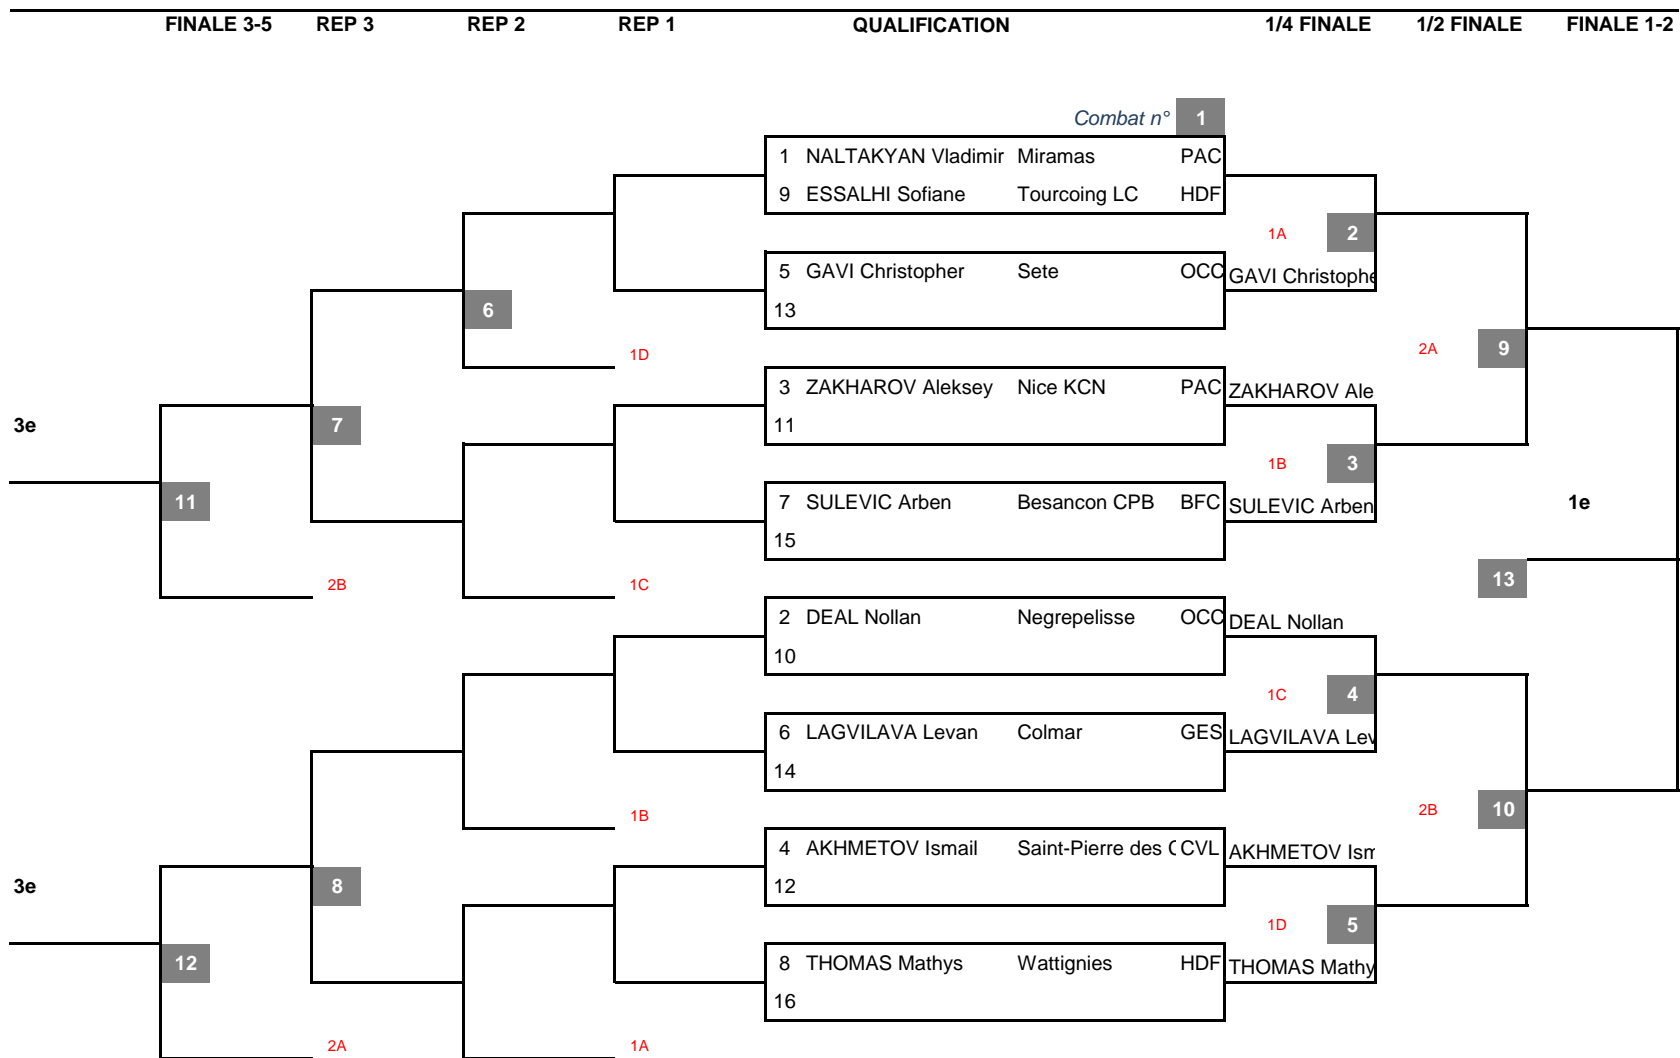 FINALE 3-5 REP 3 REP 2 REP 1 QUALIFICATION 1/4 FINALE 1/2 FINALE FINALE 1-2
Combat n° 1
1 NALTAKYAN Vladimir Miramas PAC
9 ESSALHI Sofiane Tourcoing LC HDF
1A 2
5 GAVI Christopher Sete OCC GAVI Christophe
6 13
1D 2A 9
3 ZAKHAROV Aleksey Nice KCN PAC ZAKHAROV Ale
3e 7 11
1B 3
11 7 SULEVIC Arben Besancon CPB BFC SULEVIC Arben 1e
15
2B 1C 13
2 DEAL Nollan Negrepelisse OCC DEAL Nollan
10
1C 4
6 LAGVILAVA Levan Colmar GES LAGVILAVA Lev
14
1B 2B 10
4 AKHMETOV Ismail Saint-Pierre des C CVL AKHMETOV Ism
3e 8 12
1D 5
12 8 THOMAS Mathys Wattignies HDF THOMAS Mathy
16
2A 1A